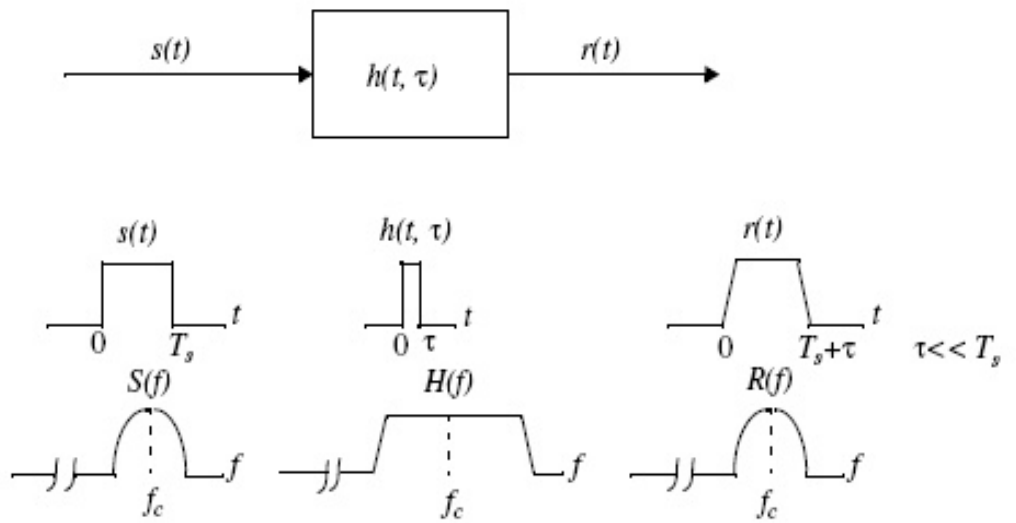 s(t)
h(t, τ)
r(t)
s(t)
h(t, τ)
r(t)
t
t
t
0
T_s
0
τ
0
T_s+τ
τ<< T_s
S(f)
H(f)
R(f)
f
f
f
f_c
f_c
f_c